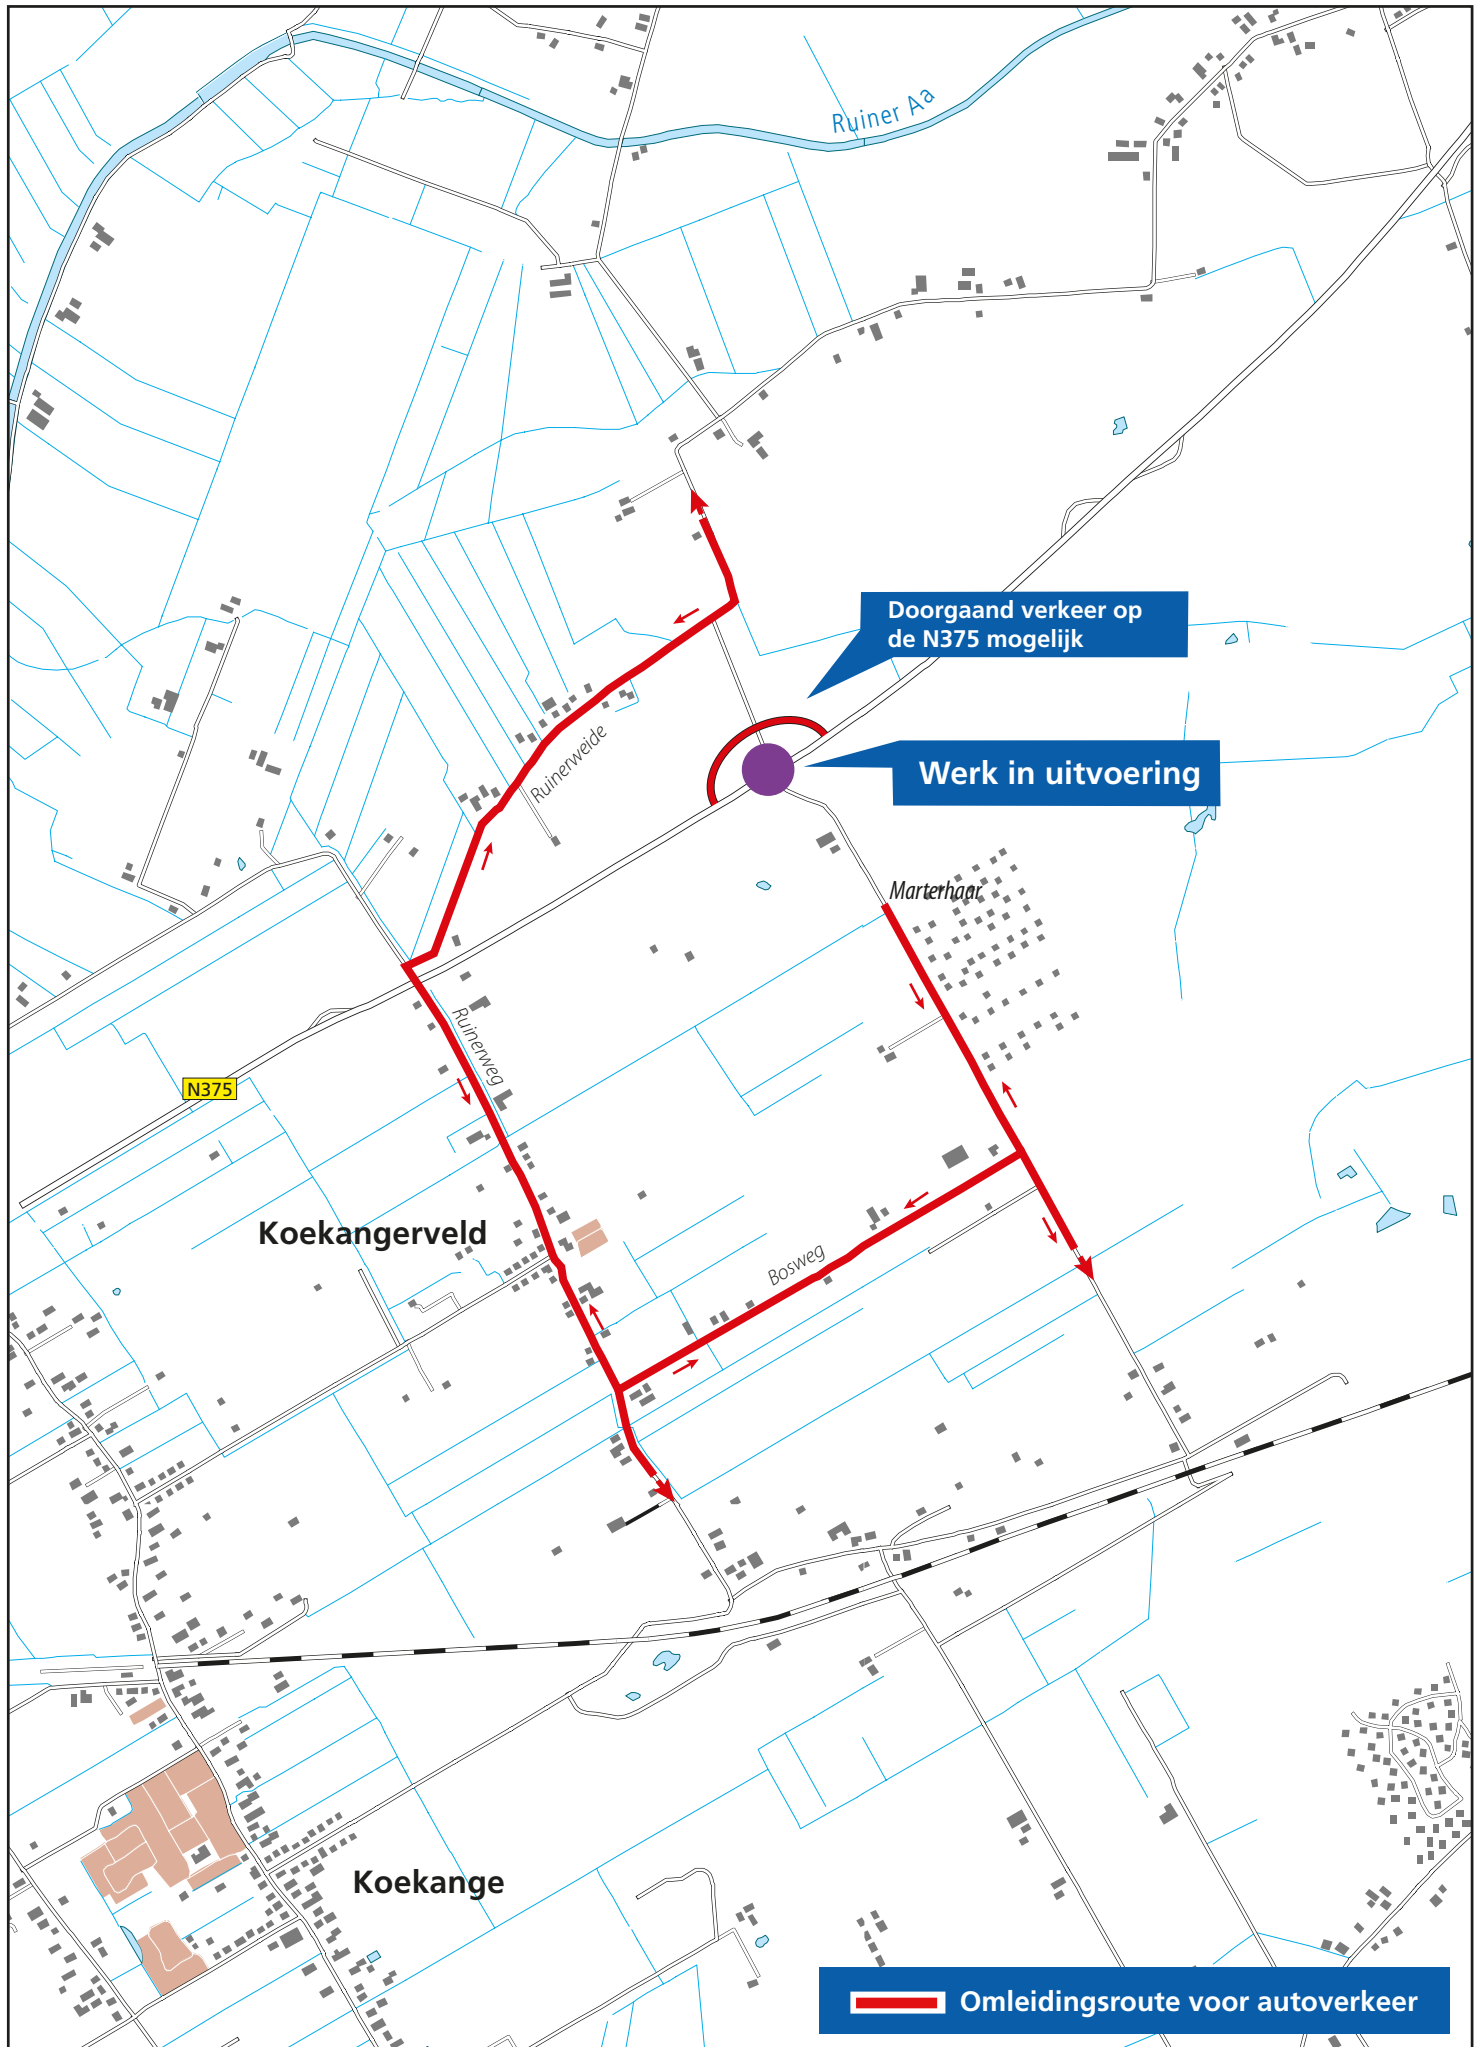 Ruiner Aa
Doorgaand verkeer op
de N375 mogelijk
Ruinerweide
Werk in uitvoering
Marterhaar
Ruinerweg
N375
Koekangerveld
Bosweg
Koekange
Omleidingsroute voor autoverkeer